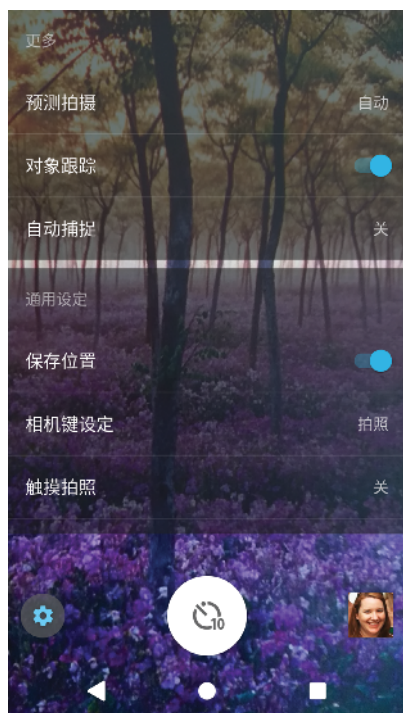 更多
预测拍摄
自动
对象跟踪
自动捕捉
关
通用设定
保存位置
相机键设定
拍照
触摸拍照
关
10